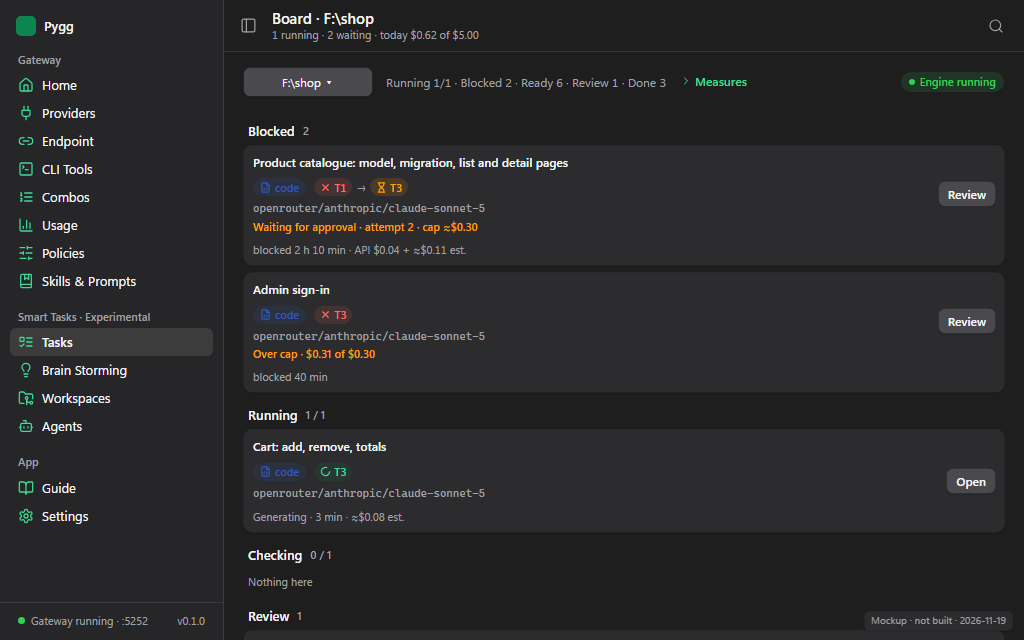 Pygg
Gateway
Home
Providers
Endpoint
CLI Tools
Combos
Usage
Policies
Skills & Prompts
Smart Tasks · Experimental
Tasks
Brain Storming
Workspaces
Agents
App
Guide
Settings
Gateway running · :5252 v0.1.0
Board · F:\shop
1 running · 2 waiting · today $0.62 of $5.00
F:\shop Running 1/1 · Blocked 2 · Ready 6 · Review 1 · Done 3 Measures Engine running
Blocked 2
Product catalogue: model, migration, list and detail pages
code T1 → T3
openrouter/anthropic/claude-sonnet-5
Waiting for approval · attempt 2 · cap ≈$0.30
blocked 2 h 10 min · API $0.04 + ≈$0.11 est.
Review
Admin sign-in
code T3
openrouter/anthropic/claude-sonnet-5
Over cap · $0.31 of $0.30
blocked 40 min
Review
Running 1 / 1
Cart: add, remove, totals
code T3
openrouter/anthropic/claude-sonnet-5
Generating · 3 min · ≈$0.08 est.
Open
Checking 0 / 1
Nothing here
Review 1
Mockup · not built · 2026-11-19